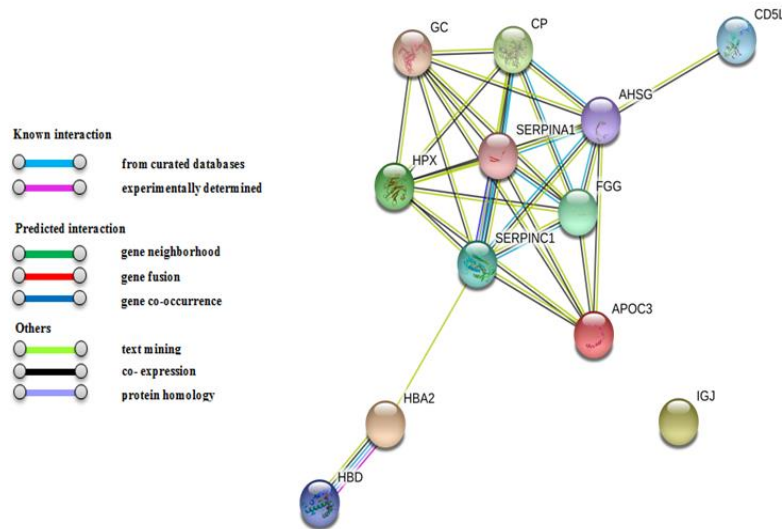 Known interaction
from curated databases
experimentally determined
Predicted interaction
gene neighborhood
gene fusion
gene co-occurrence
Others
text mining
co- expression
protein homology
GC
CP
CD5L
AHSG
SERPINA1
HPX
FGG
SERPINC1
APOC3
HBA2
IGJ
HBD